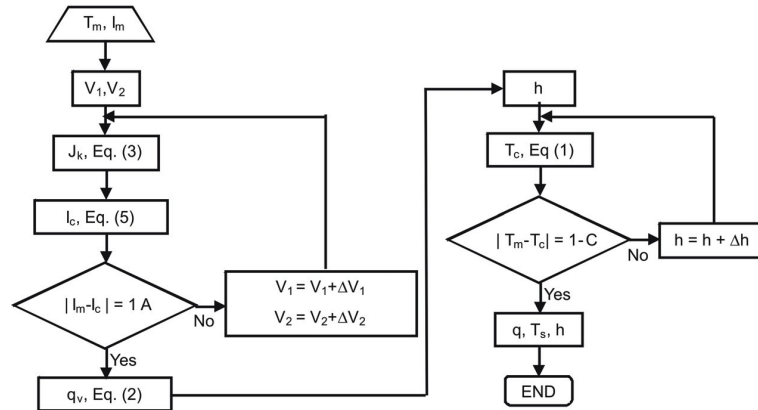 Tm, Im
V1,V2
Jk, Eq. (3)
Ic, Eq. (5)
| Im-Ic | = 1 A
No
V1 = V1+ΔV1
V2 = V2+ΔV2
Yes
qv, Eq. (2)
h
Tc, Eq (1)
| Tm-Tc| = 1-C
No
h = h + Δh
Yes
q, Ts, h
END